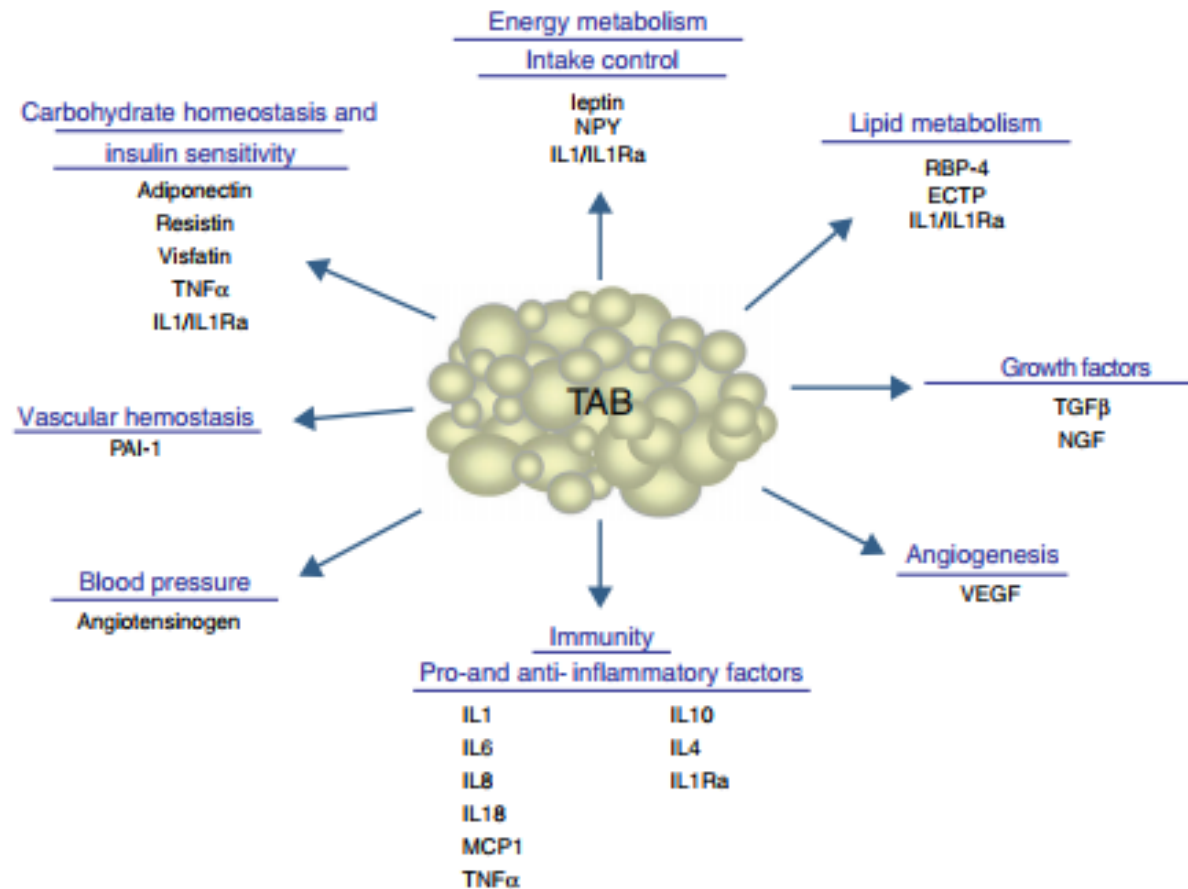 Energy metabolism
Intake control
leptin
NPY
IL1/IL1Ra
Carbohydrate homeostasis and
insulin sensitivity
Adiponectin
Resistin
Visfatin
TNFα
IL1/IL1Ra
Lipid metabolism
RBP-4
ECTP
IL1/IL1Ra
TAB
Vascular hemostasis
PAI-1
Growth factors
TGFβ
NGF
Blood pressure
Angiotensinogen
Angiogenesis
VEGF
Immunity
Pro-and anti- inflammatory factors
IL1
IL6
IL8
IL18
MCP1
TNFα
IL10
IL4
IL1Ra